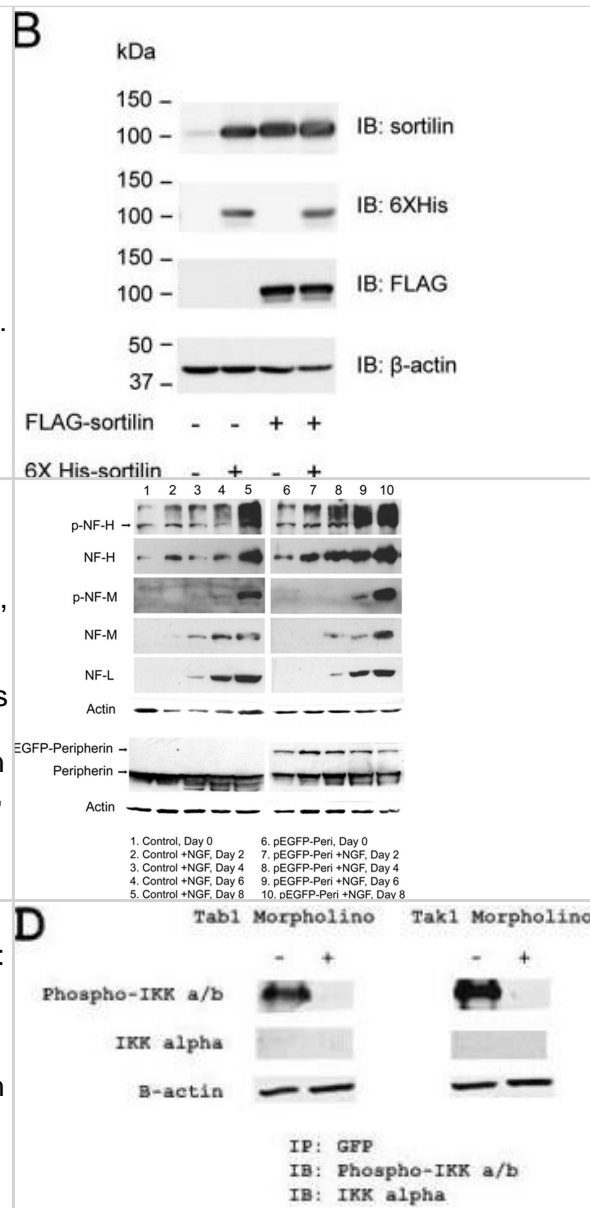 B
kDa
150
100
IB: sortilin
150
100
IB: 6XHis
150
100
IB: FLAG
50
37
IB: β-actin
FLAG-sortilin - - + +
6X His-sortilin - + - +
1 2 3 4 5 6 7 8 9 10
p-NF-H
NF-H
p-NF-M
NF-M
NF-L
Actin
EGFP-Peripherin
Peripherin
Actin
1. Control, Day 0 6. pEGFP-Peri, Day 0
2. Control +NGF, Day 2 7. pEGFP-Peri +NGF, Day 2
3. Control +NGF, Day 4 8. pEGFP-Peri +NGF, Day 4
4. Control +NGF, Day 6 9. pEGFP-Peri +NGF, Day 6
5. Control +NGF, Day 8 10. pEGFP-Peri +NGF, Day 8
D
Tab1 Morpholino Tak1 Morpholino
- + - +
Phospho-IKK a/b
IKK alpha
B-actin
IP: GFP
IB: Phospho-IKK a/b
IB: IKK alpha